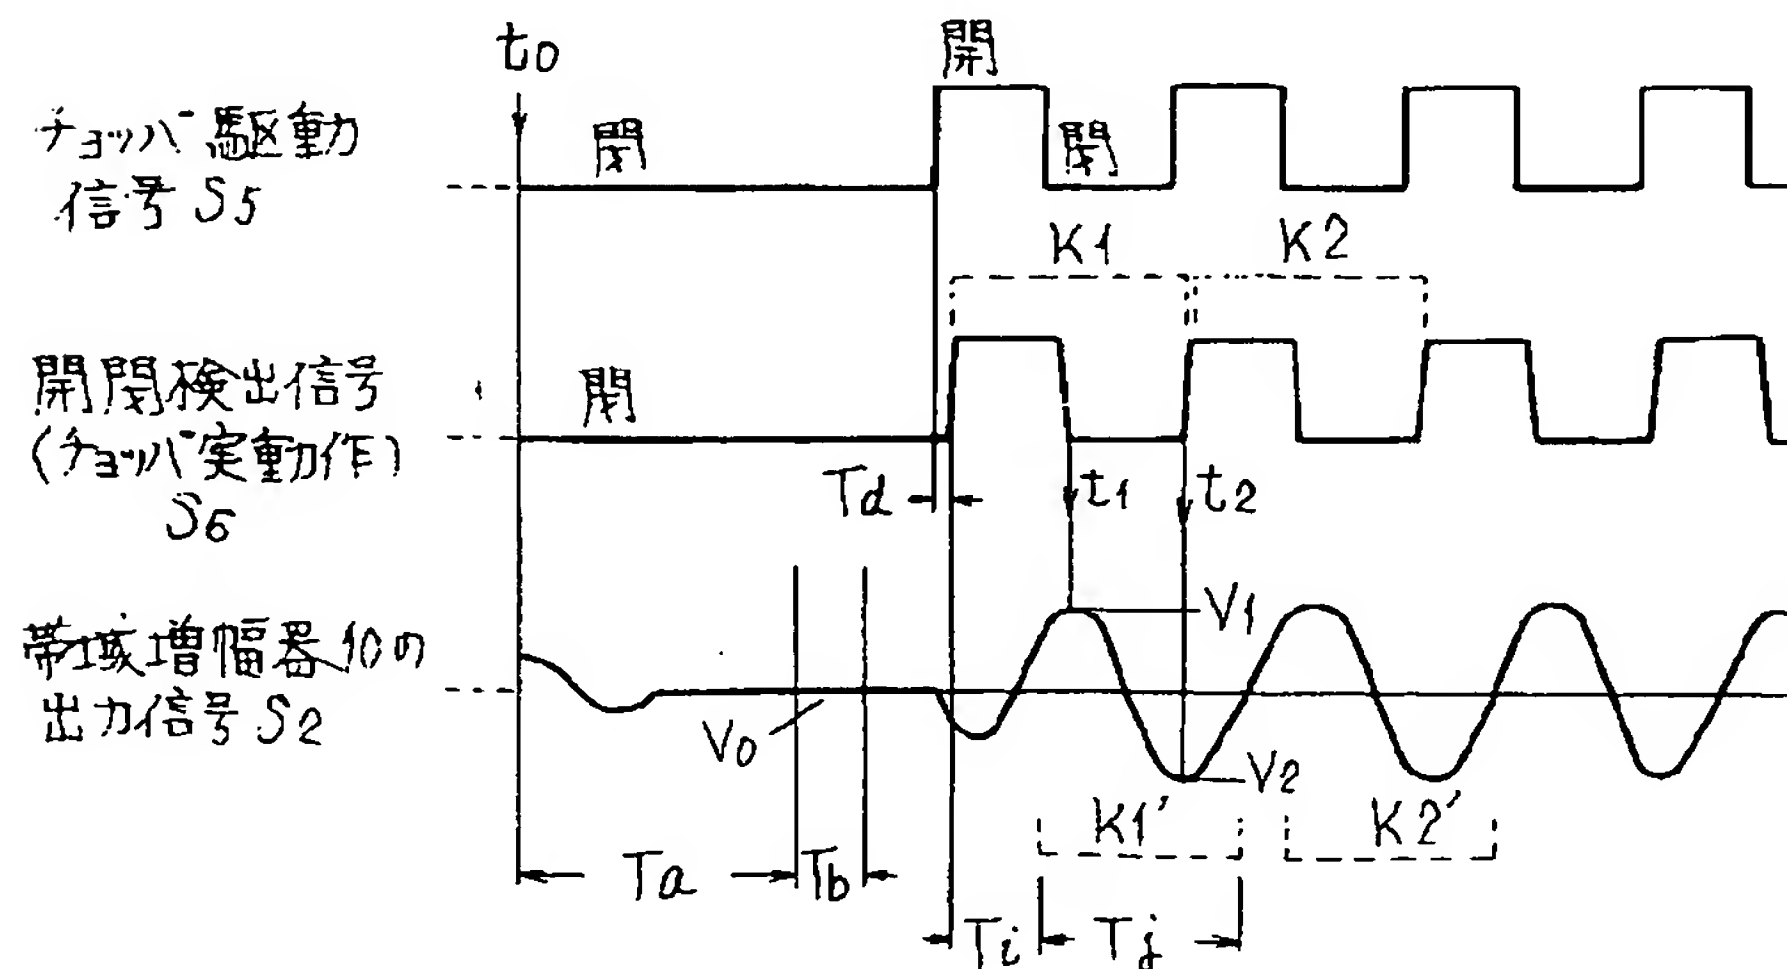 t0
開
チョッパ駆動
信号 S5
閉
閉
K1
K2
開閉検出信号
(チョッパ実動作)
S6
閉
Td
t1
t2
帯域増幅器10の
出力信号 S2
V0
V1
V2
K1'
K2'
Ta
Tb
Ti
Tj